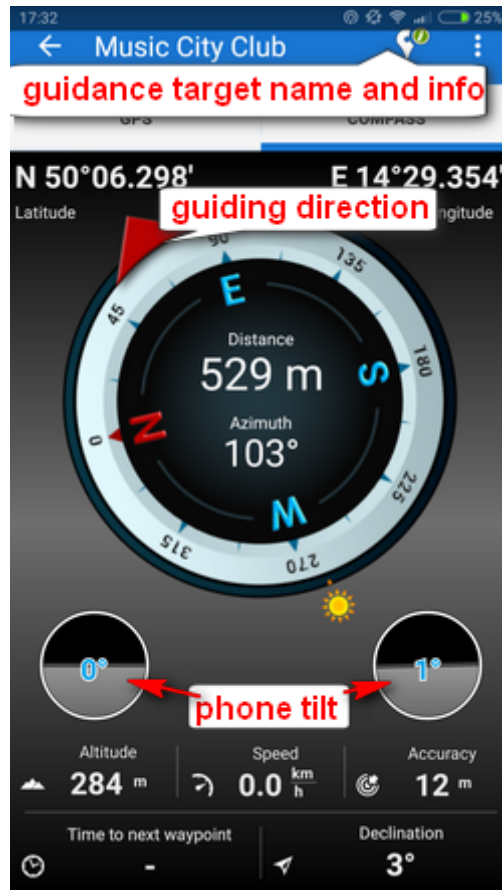 17:32 25%
Music City Club
guidance target name and info
GPS COMPASS
N 50°06.298' E 14°29.354'
Latitude ngitude
guiding direction
90
135
45
E
Distance
529 m
S
180
Azimuth
103°
N
0
W
225
315
270
0° 1°
phone tilt
Altitude Speed Accuracy
284 m 0.0 km/h 12 m
Time to next waypoint Declination
- 3°